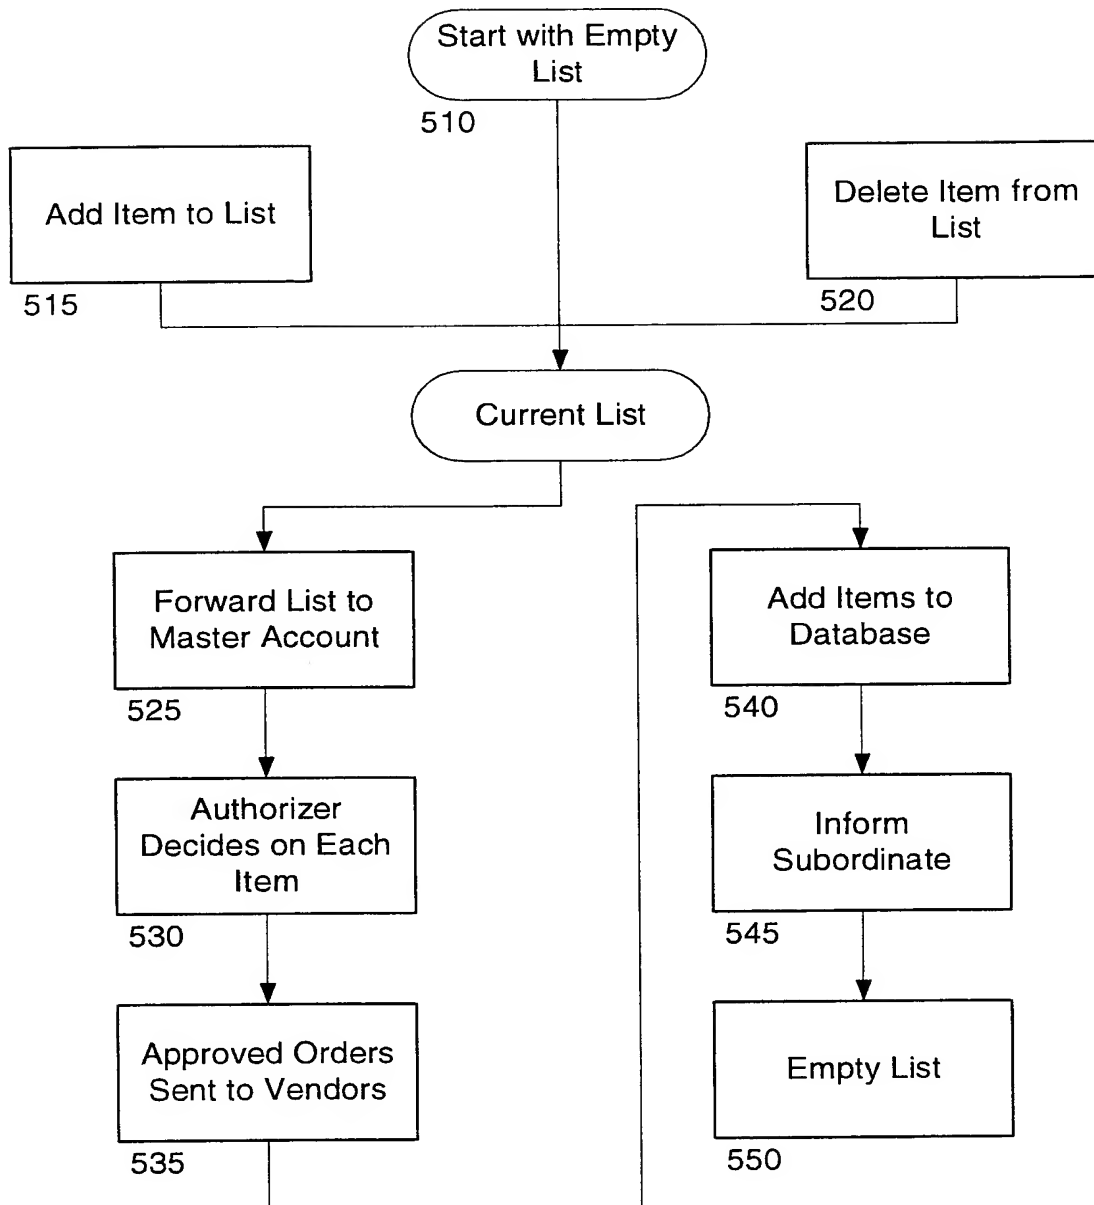 Start with Empty
List
510
Add Item to List
515
Delete Item from
List
520
Current List
Forward List to
Master Account
525
Authorizer
Decides on Each
Item
530
Approved Orders
Sent to Vendors
535
Add Items to
Database
540
Inform
Subordinate
545
Empty List
550